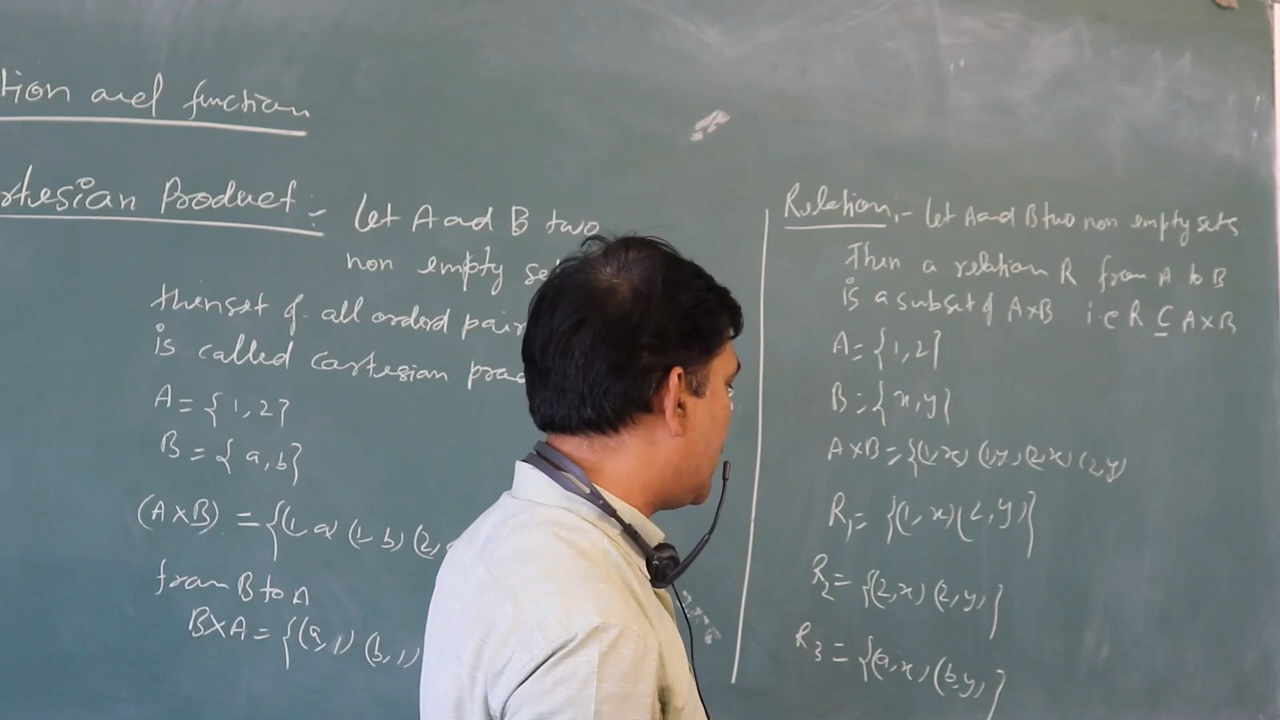 tion and function
rtesian Product :- Let A and B two
non empty se
then set of all orderd pair
is called cartesian prod
A = {1, 2}
B = {a, b}
(A×B) = {(1, a) (1, b) (2,
from B to A
B×A = {(a, 1) (b, 1)
Relation :- Let A and B two non empty sets
Then a relation R from A to B
is a subset of A×B i.e R ⊆ A×B
A = {1, 2}
B = {x, y}
A×B = {(1, x) (1, y) (2, x) (2, y)
R₁ = {(1, x) (2, y)}
R₂ = {(2, x) (2, y)}
R₃ = {(a, x) (b, y)}